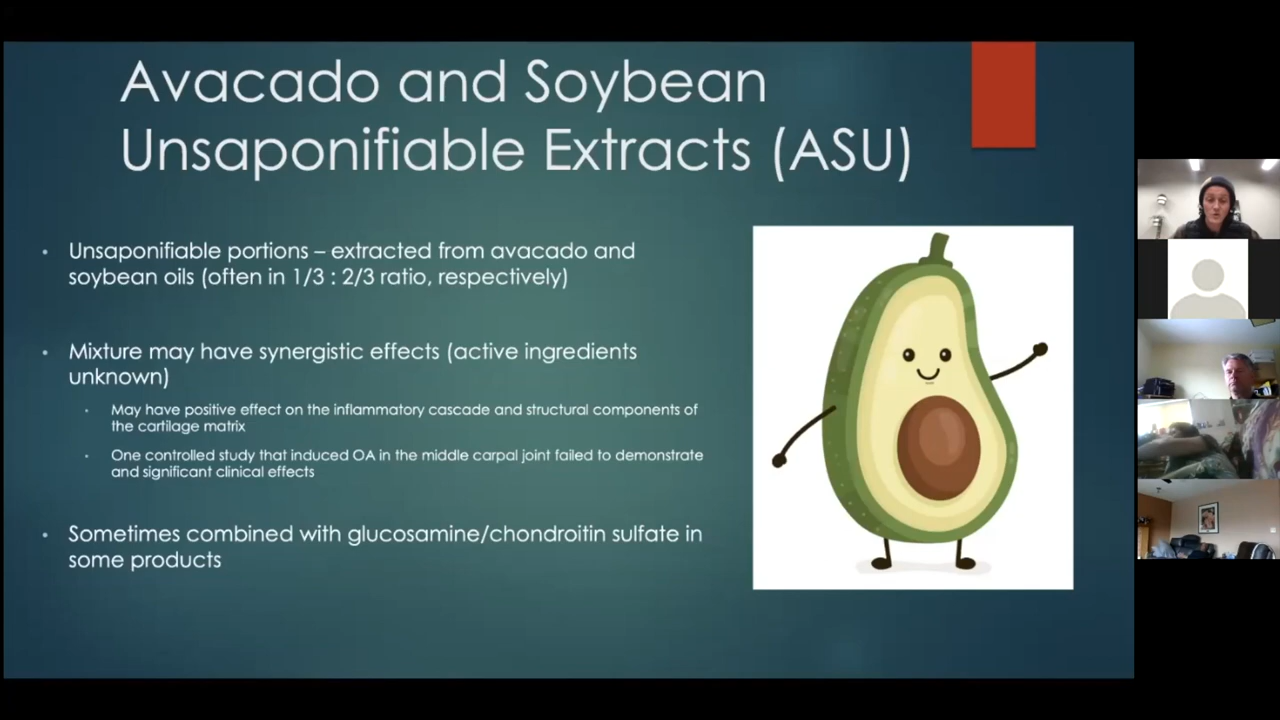 Avacado and Soybean
Unsaponifiable Extracts (ASU)
• Unsaponifiable portions – extracted from avacado and
soybean oils (often in 1/3 : 2/3 ratio, respectively)
• Mixture may have synergistic effects (active ingredients
unknown)
• May have positive effect on the inflammatory cascade and structural components of
the cartilage matrix
• One controlled study that induced OA in the middle carpal joint failed to demonstrate
and significant clinical effects
• Sometimes combined with glucosamine/chondroitin sulfate in
some products